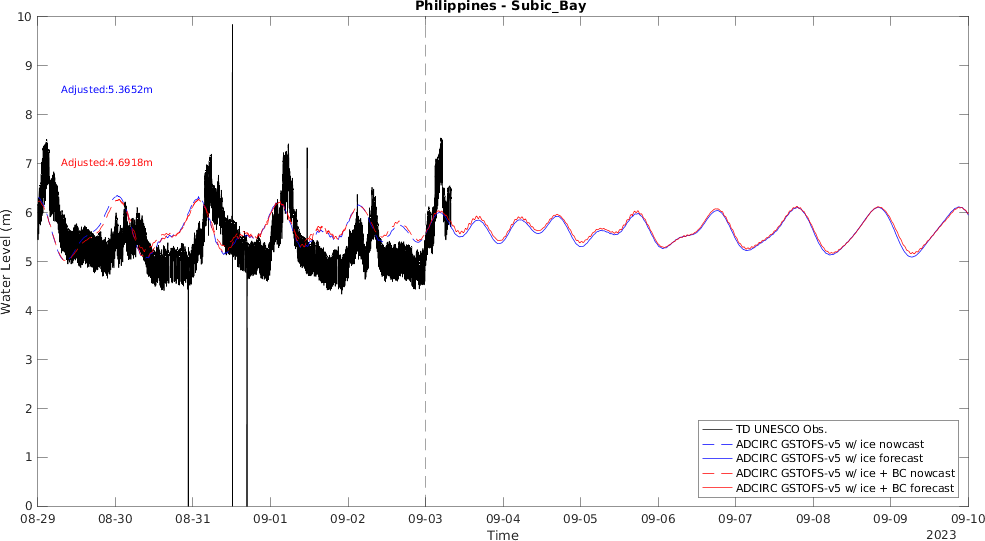 Philippines - Subic_Bay
10
9
8
7
6
5
4
3
2
1
0
Water Level (m)
Adjusted:5.3652m
Adjusted:4.6918m
TD UNESCO Obs.
ADCIRC GSTOFS-v5 w/ ice nowcast
ADCIRC GSTOFS-v5 w/ ice forecast
ADCIRC GSTOFS-v5 w/ ice + BC nowcast
ADCIRC GSTOFS-v5 w/ ice + BC forecast
08-29 08-30 08-31 09-01 09-02 09-03 09-04 09-05 09-06 09-07 09-08 09-09 09-10
Time
2023